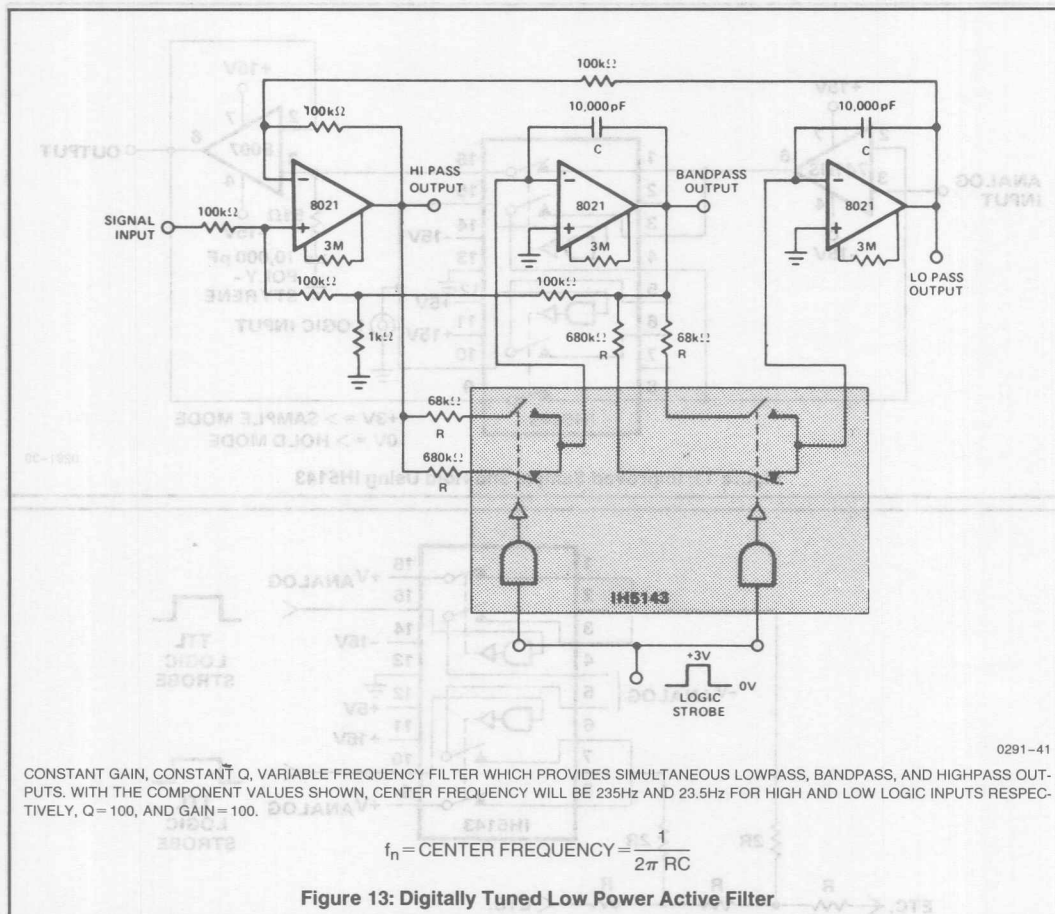 100kΩ
100kΩ
10,000 pF
C
10,000 pF
C
HI PASS
OUTPUT
BANDPASS
OUTPUT
8021
8021
8021
SIGNAL
INPUT
100kΩ
3M
3M
3M
LO PASS
OUTPUT
100kΩ
100kΩ
1kΩ
680kΩ
R
68kΩ
R
68kΩ
R
680kΩ
R
IH5143
+3V
0V
LOGIC
STROBE
0291-41
CONSTANT GAIN, CONSTANT Q, VARIABLE FREQUENCY FILTER WHICH PROVIDES SIMULTANEOUS LOWPASS, BANDPASS, AND HIGHPASS OUT-
PUTS. WITH THE COMPONENT VALUES SHOWN, CENTER FREQUENCY WILL BE 235Hz AND 23.5Hz FOR HIGH AND LOW LOGIC INPUTS RESPEC-
TIVELY, Q=100, AND GAIN=100.
fn=CENTER FREQUENCY=1/2π RC
Figure 13: Digitally Tuned Low Power Active Filter